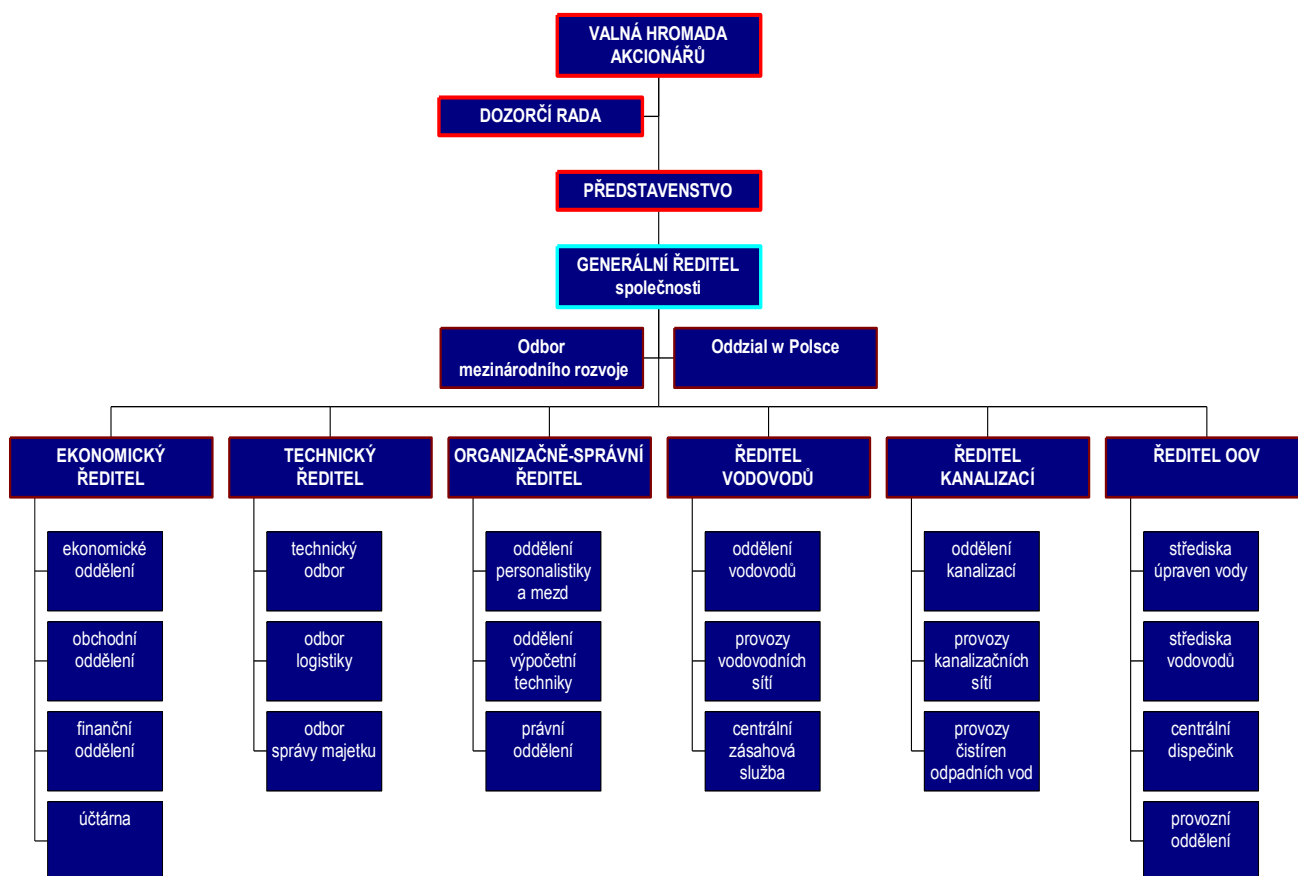 VALNÁ HROMADA
AKCIONÁŘŮ
DOZORČÍ RADA
PŘEDSTAVENSTVO
GENERÁLNÍ ŘEDITEL
společnosti
Odbor
mezinárodního rozvoje
Oddzial w Polsce
EKONOMICKÝ
ŘEDITEL
TECHNICKÝ
ŘEDITEL
ORGANIZAČNĚ-SPRÁVNÍ
ŘEDITEL
ŘEDITEL
VODOVODŮ
ŘEDITEL
KANALIZACÍ
ŘEDITEL OOV
ekonomické
oddělení
obchodní
oddělení
finanční
oddělení
účtárna
technický
odbor
odbor
logistiky
odbor
správy majetku
oddělení
personalistiky
a mezd
oddělení
výpočetní
techniky
právní
oddělení
oddělení
vodovodů
provozy
vodovodních
sítí
centrální
zásahová
služba
oddělení
kanalizací
provozy
kanalizačních
sítí
provozy
čistíren
odpadních vod
střediska
úpraven vody
střediska
vodovodů
centrální
dispečink
provozní
oddělení